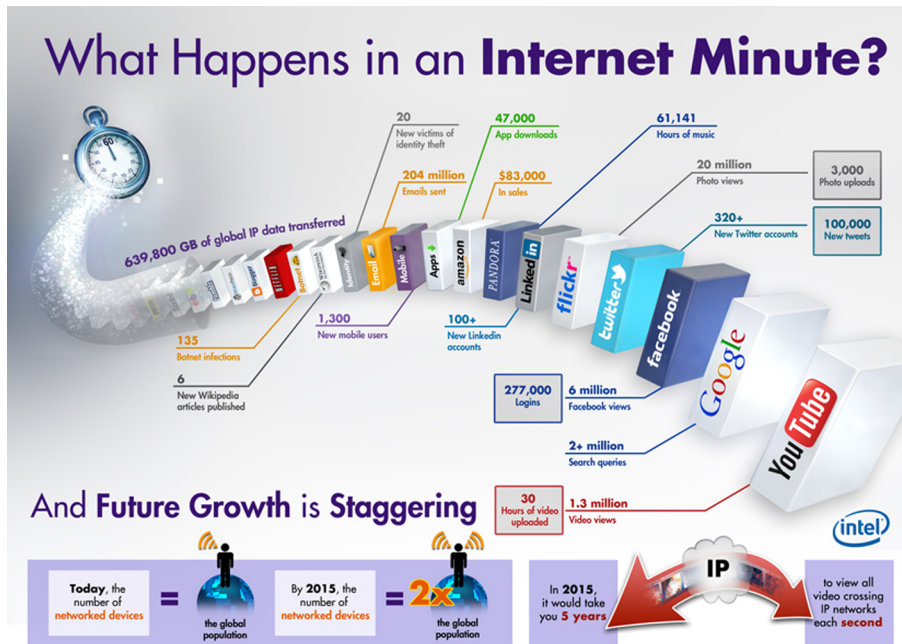 What Happens in an Internet Minute?
60
20
New victims of
identity theft
47,000
App downloads
61,141
Hours of music
20 million
Photo views
3,000
Photo uploads
204 million
Emails sent
$83,000
In sales
320+
New Twitter accounts
100,000
New tweets
639,800 GB of global IP data transferred
Blogger
NETFLIX
Botnet
Identity
Email
Mobile
Apps
amazon
PANDORA
Linked in
flickr
twitter
facebook
Google
YouTube
135
Botnet infections
6
New Wikipedia
articles published
1,300
New mobile users
100+
New Linkedin
accounts
277,000
Logins
6 million
Facebook views
2+ million
Search queries
30
Hours of video
uploaded
1.3 million
Video views
And Future Growth is Staggering
intel
Today, the
number of
networked devices
=
the global
population
By 2015, the
number of
networked devices
= 2x
the global
population
In 2015,
it would take
you 5 years
IP
to view all
video crossing
IP networks
each second